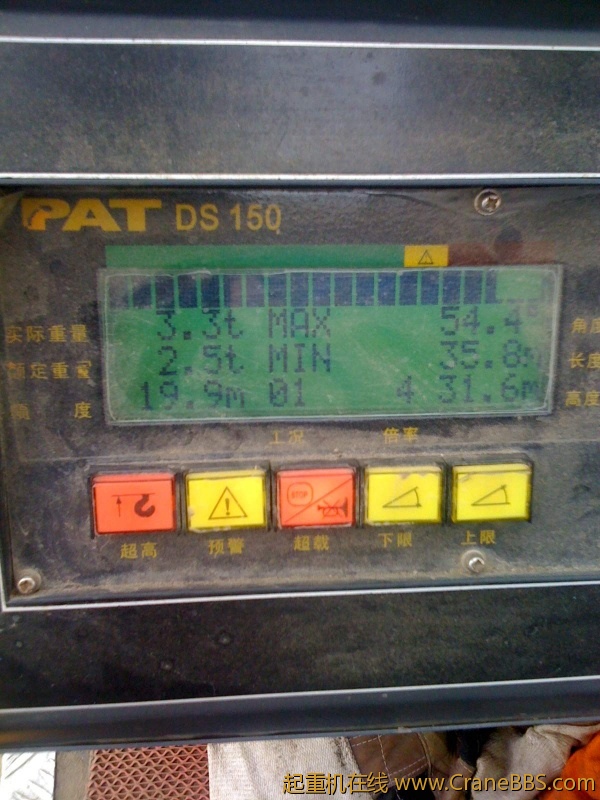 PAT DS 150
实际重量 3.3t MAX 54.4° 角度
额定重量 2.5t MIN 35.8m 长度
度 19.9m 01 4 31.6m 高度
工况 倍率
STOP
超高 预警 超载 下限 上限
起重机在线 www.CraneBBS.com